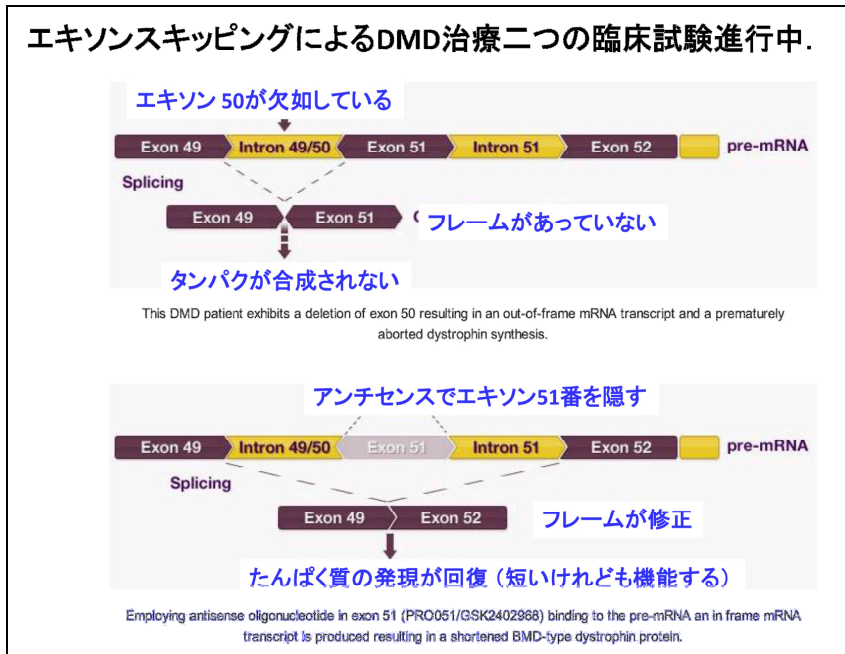 エキソンスキッピングによるDMD治療二つの臨床試験進行中.
エキソン 50が欠如している
Exon 49 Intron 49/50 Exon 51 Intron 51 Exon 52 pre-mRNA
Splicing
Exon 49 Exon 51 フレームがあっていない
タンパクが合成されない
This DMD patient exhibits a deletion of exon 50 resulting in an out-of-frame mRNA transcript and a prematurely
aborted dystrophin synthesis.
アンチセンスでエキソン51番を隠す
Exon 49 Intron 49/50 Exon 51 Intron 51 Exon 52 pre-mRNA
Splicing
Exon 49 Exon 52 フレームが修正
たんぱく質の発現が回復（短いけれども機能する）
Employing antisense oligonucleotide in exon 51 (PRO051/GSK2402968) binding to the pre-mRNA an in frame mRNA
transcript is produced resulting in a shortened BMD-type dystrophin protein.